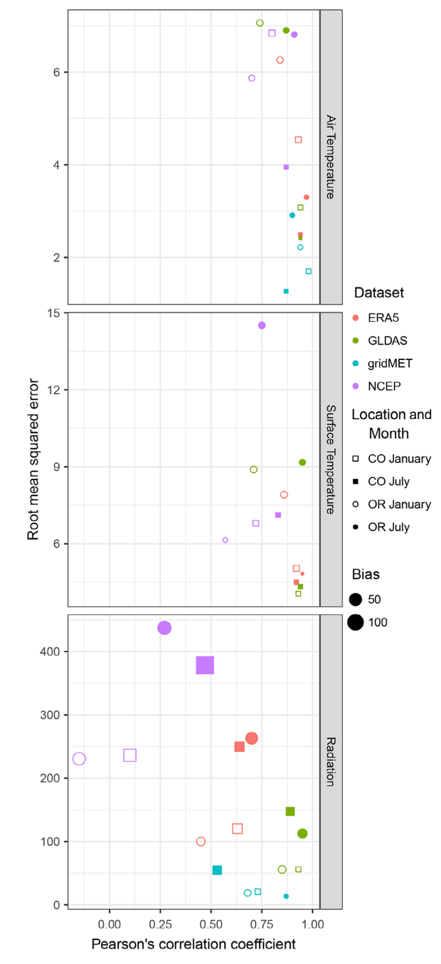 6
4
2
Air Temperature
15
12
9
6
Surface Temperature
400
300
200
100
0
Radiation
0.00 0.25 0.50 0.75 1.00
Pearson's correlation coefficient
Root mean squared error
Dataset
ERA5
GLDAS
gridMET
NCEP
Location and
Month
CO January
CO July
OR January
OR July
Bias
50
100